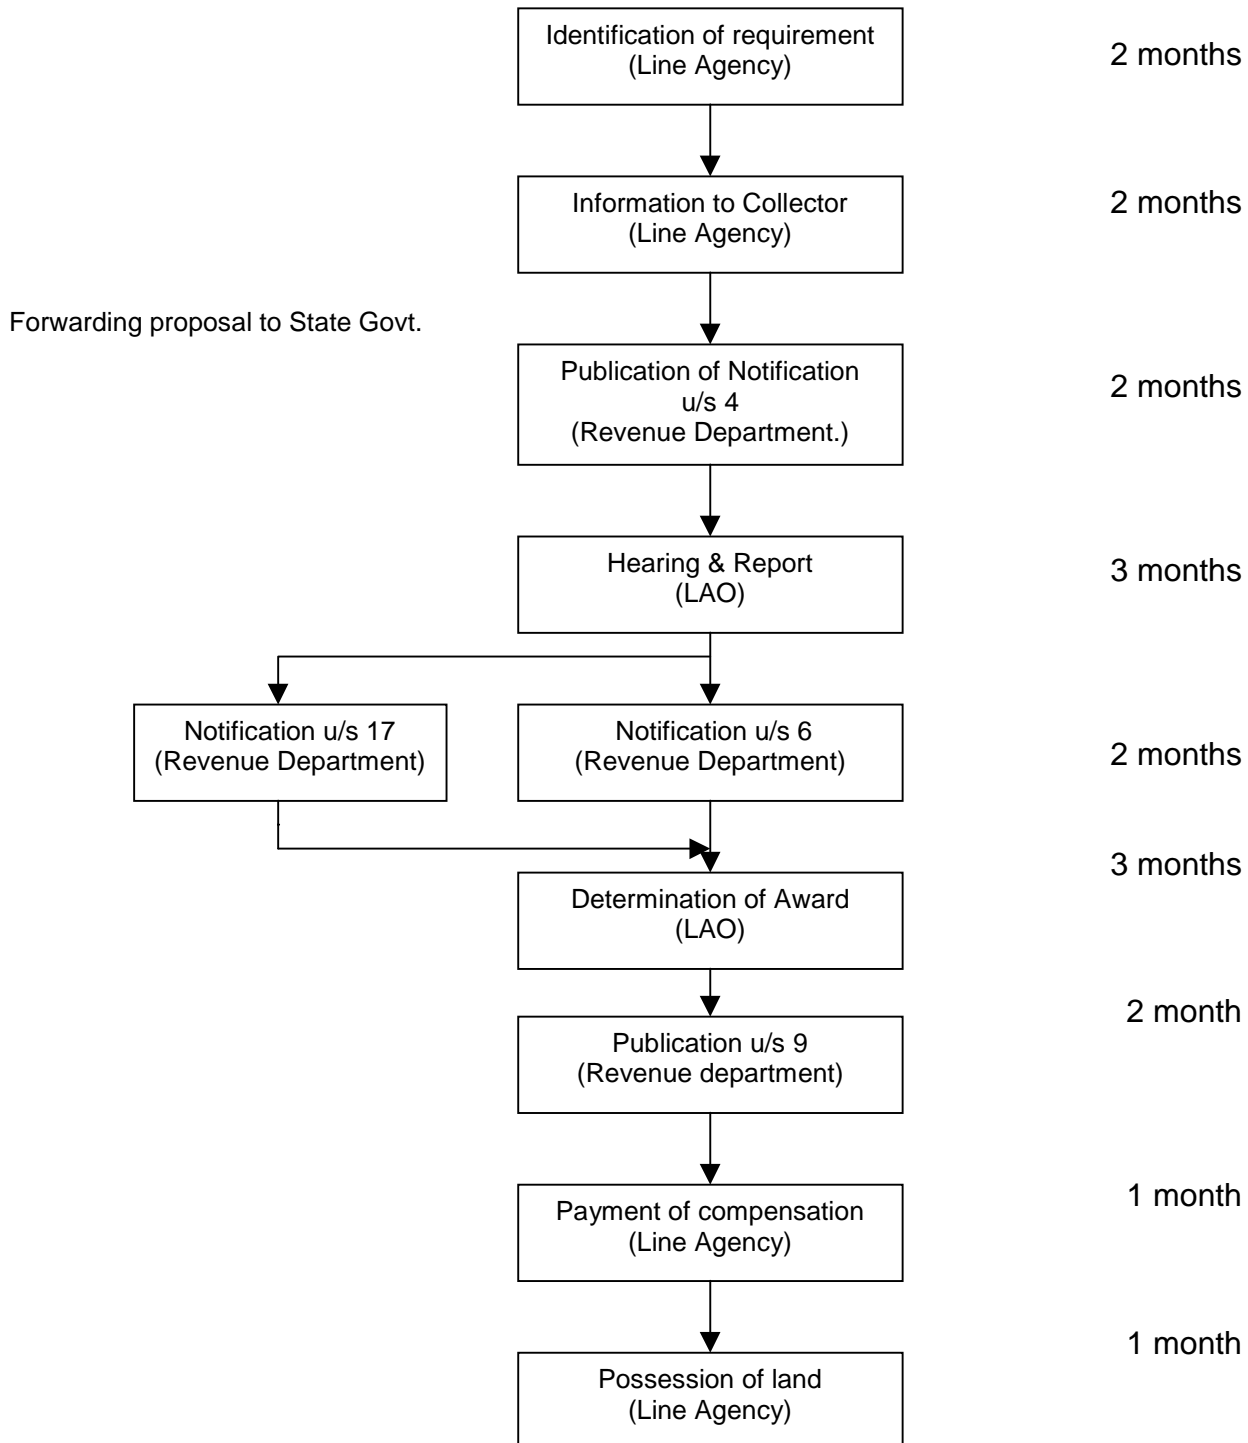 Identification of requirement
(Line Agency)
2 months
Information to Collector
(Line Agency)
2 months
Forwarding proposal to State Govt.
Publication of Notification
u/s 4
(Revenue Department.)
2 months
Hearing & Report
(LAO)
3 months
Notification u/s 17
(Revenue Department)
Notification u/s 6
(Revenue Department)
2 months
3 months
Determination of Award
(LAO)
2 month
Publication u/s 9
(Revenue department)
1 month
Payment of compensation
(Line Agency)
1 month
Possession of land
(Line Agency)